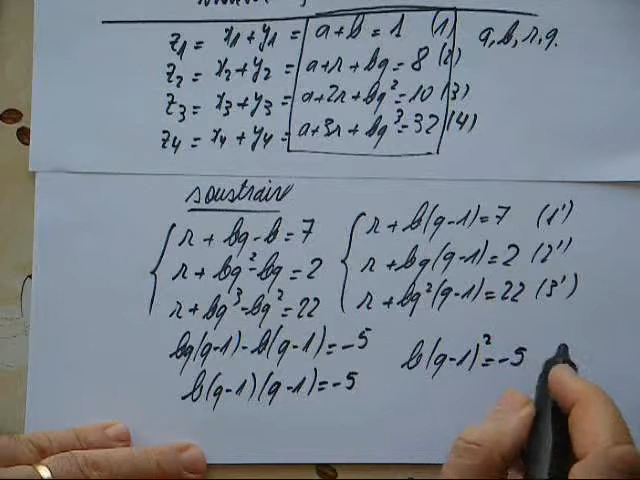 z₁ = x₁+y₁ = a+b = 1 (1) a, b, r, q.
z₂ = x₂+y₂ = a+r+bq = 8 (2)
z₃ = x₃+y₃ = a+2r+bq² = 10 (3)
z₄ = x₄+y₄ = a+3r+bq³ = 32 (4)
soustraire
r+bq-b = 7 r+b(q-1) = 7 (1')
r+bq²-bq = 2 r+bq(q-1) = 2 (2')
r+bq³-bq² = 22 r+bq²(q-1) = 22 (3')
bq(q-1)-b(q-1) = -5 b(q-1)² = -5
b(q-1)(q-1) = -5